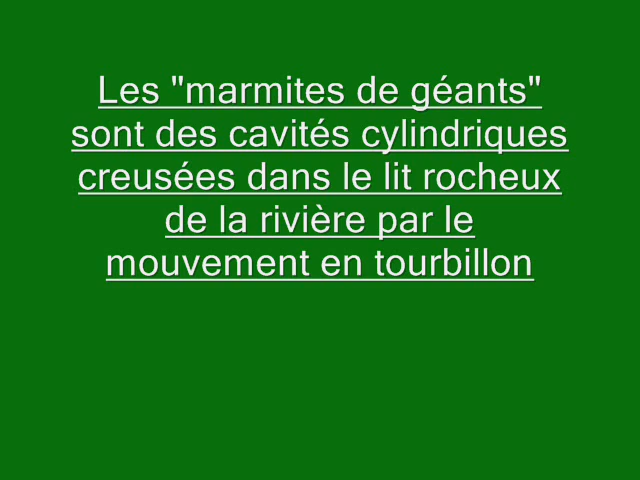 Les "marmites de géants"
sont des cavités cylindriques
creusées dans le lit rocheux
de la rivière par le
mouvement en tourbillon